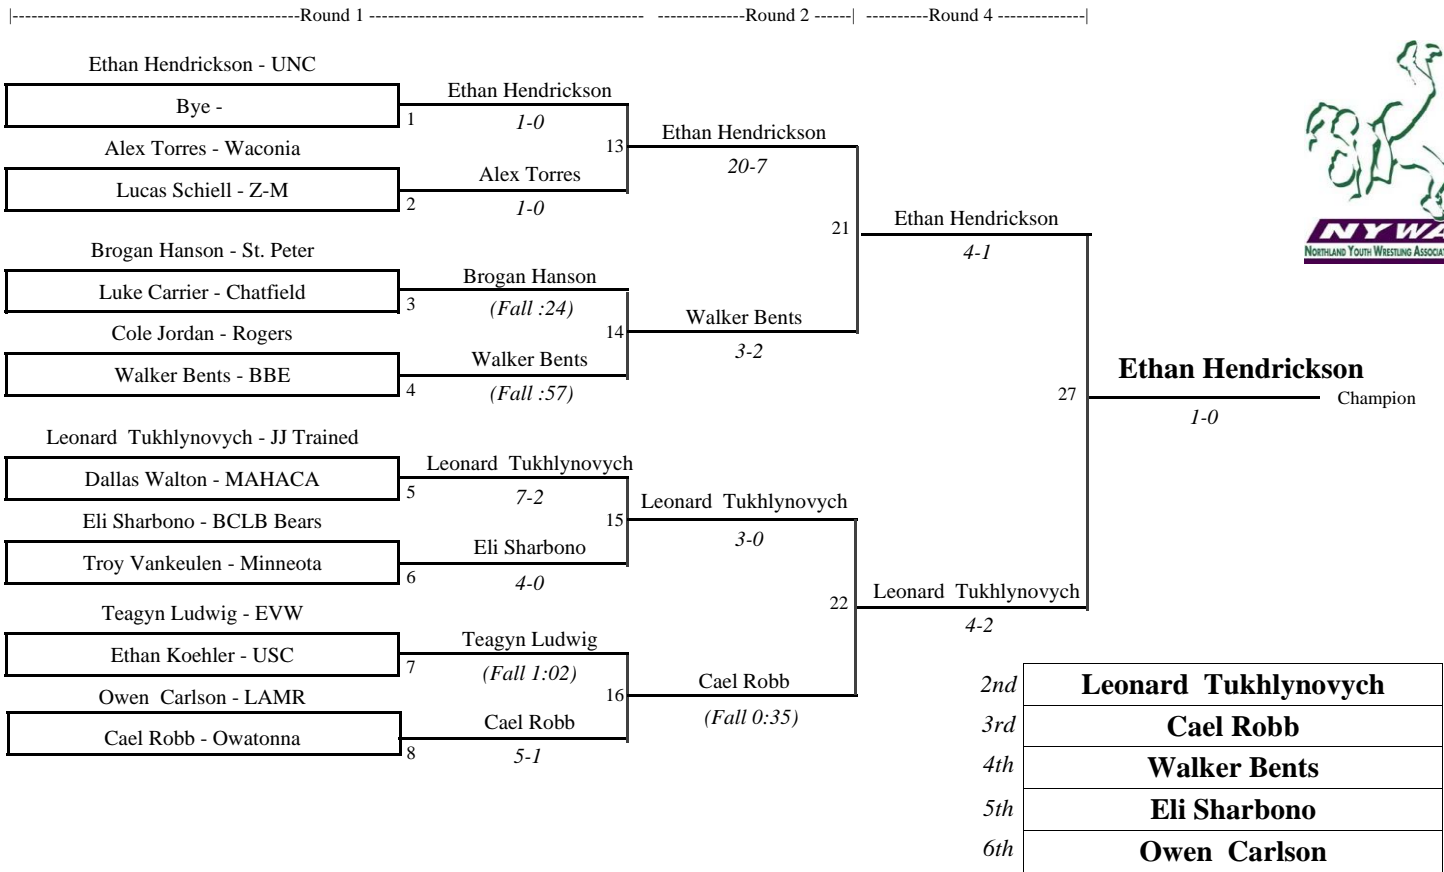 |-----------------------------------------------Round 1 --------------------------------------------- --------------Round 2 ------| ----------Round 4 --------------|
Ethan Hendrickson - UNC
Bye -
1
Ethan Hendrickson
1-0
Alex Torres - Waconia
Lucas Schiell - Z-M
2
Alex Torres
1-0
13
Ethan Hendrickson
20-7
Brogan Hanson - St. Peter
Luke Carrier - Chatfield
3
Brogan Hanson
(Fall :24)
Cole Jordan - Rogers
Walker Bents - BBE
4
Walker Bents
(Fall :57)
14
Walker Bents
3-2
21
Ethan Hendrickson
4-1
Leonard  Tukhlynovych - JJ Trained
Dallas Walton - MAHACA
5
Leonard  Tukhlynovych
7-2
Eli Sharbono - BCLB Bears
Troy Vankeulen - Minneota
6
Eli Sharbono
4-0
15
Leonard  Tukhlynovych
3-0
Teagyn Ludwig - EVW
Ethan Koehler - USC
7
Teagyn Ludwig
(Fall 1:02)
Owen  Carlson - LAMR
Cael Robb - Owatonna
8
Cael Robb
5-1
16
Cael Robb
(Fall 0:35)
22
Leonard  Tukhlynovych
4-2
27
Ethan Hendrickson
Champion
1-0
NYWA
NORTHLAND YOUTH WRESTLING
2nd Leonard  Tukhlynovych
3rd Cael Robb
4th Walker Bents
5th Eli Sharbono
6th Owen  Carlson